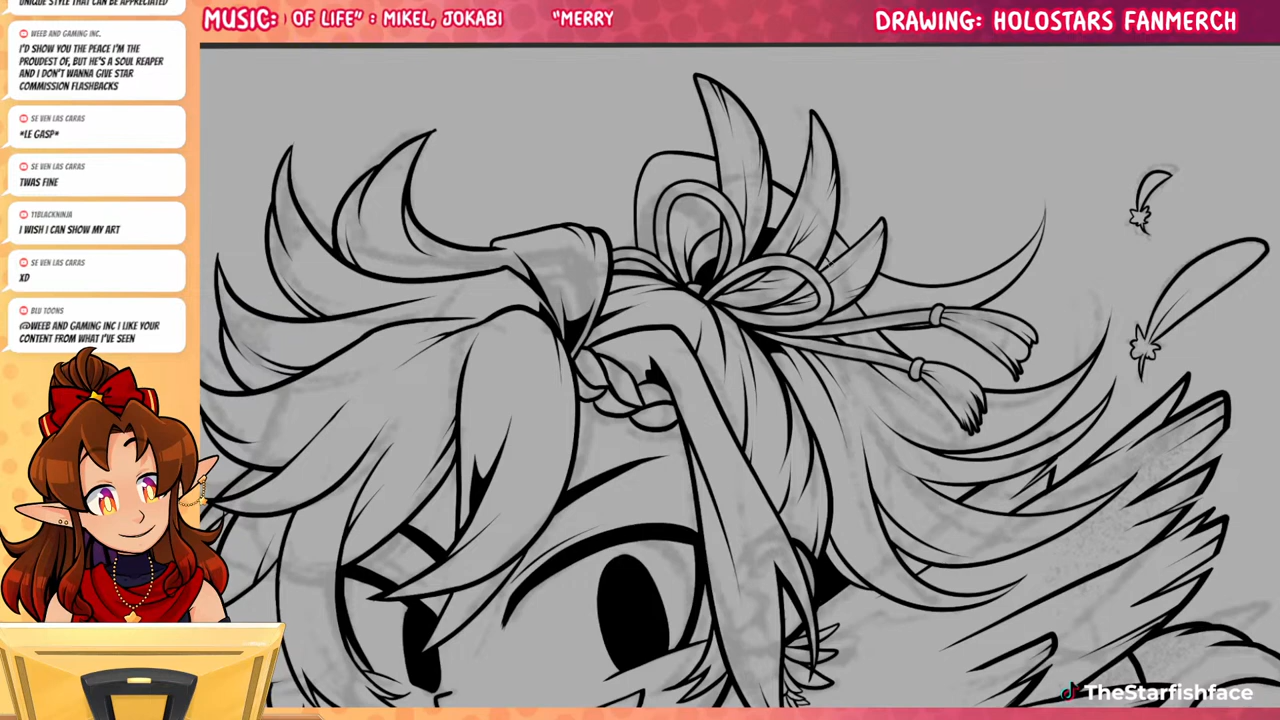 MUSIC: OF LIFE" : MIKEL, JOKABI "MERRY
DRAWING: HOLOSTARS FANMERCH
UNIQUE STYLE THAT CAN BE APPRECIATED
WEEB AND GAMING INC.
I'D SHOW YOU THE PEACE I'M THE
PROUDEST OF, BUT HE'S A SOUL REAPER
AND I DON'T WANNA GIVE STAR
COMMISSION FLASHBACKS
SE VEN LAS CARAS
*LE GASP*
SE VEN LAS CARAS
TWAS FINE
11BLACKNINJA
I WISH I CAN SHOW MY ART
SE VEN LAS CARAS
XD
BLU TOONS
@WEEB AND GAMING INC I LIKE YOUR
CONTENT FROM WHAT I'VE SEEN
TheStarfishface